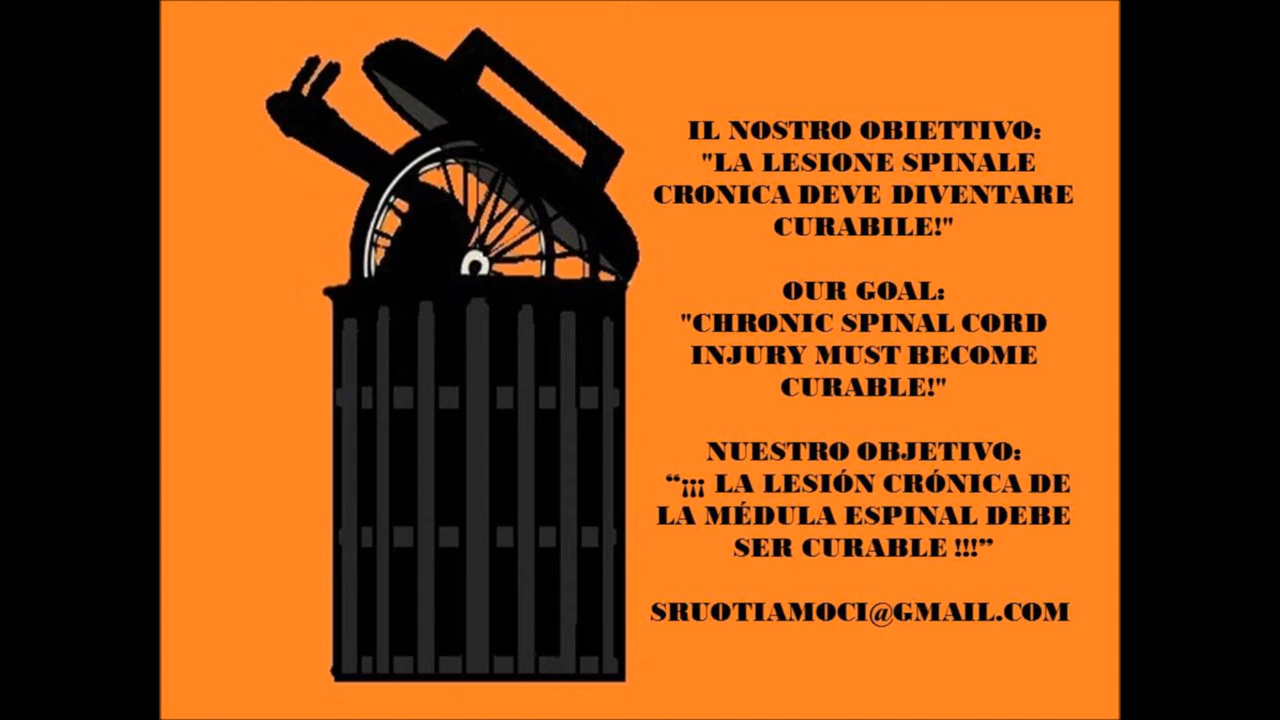 IL NOSTRO OBIETTIVO:
"LA LESIONE SPINALE
CRONICA DEVE DIVENTARE
CURABILE!"
OUR GOAL:
"CHRONIC SPINAL CORD
INJURY MUST BECOME
CURABLE!"
NUESTRO OBJETIVO:
“¡¡¡ LA LESIÓN CRÓNICA DE
LA MÉDULA ESPINAL DEBE
SER CURABLE !!!”
SRUOTIAMOCI@GMAIL.COM